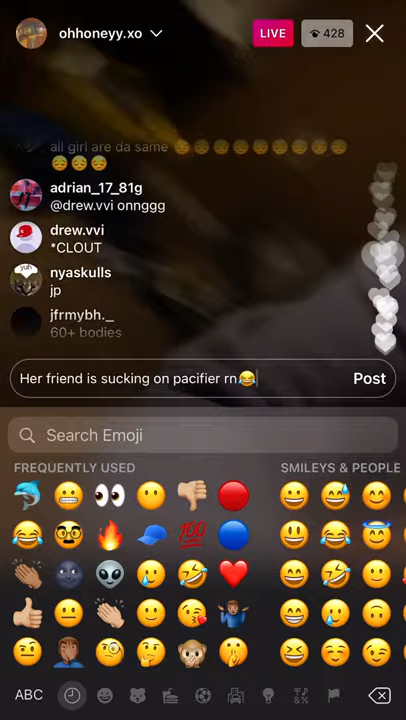 ohhoneyy.xo
LIVE
428
all girl are da same 😔😔😔😔😔😔😔😔😔
😔😔😔
adrian_17_81g
@drew.vvi onnggg
drew.vvi
*CLOUT
nyaskulls
jp
jfrmybh._
60+ bodies
Her friend is sucking on pacifier rn😂
Post
Search Emoji
FREQUENTLY USED
SMILEYS & PEOPLE
ABC